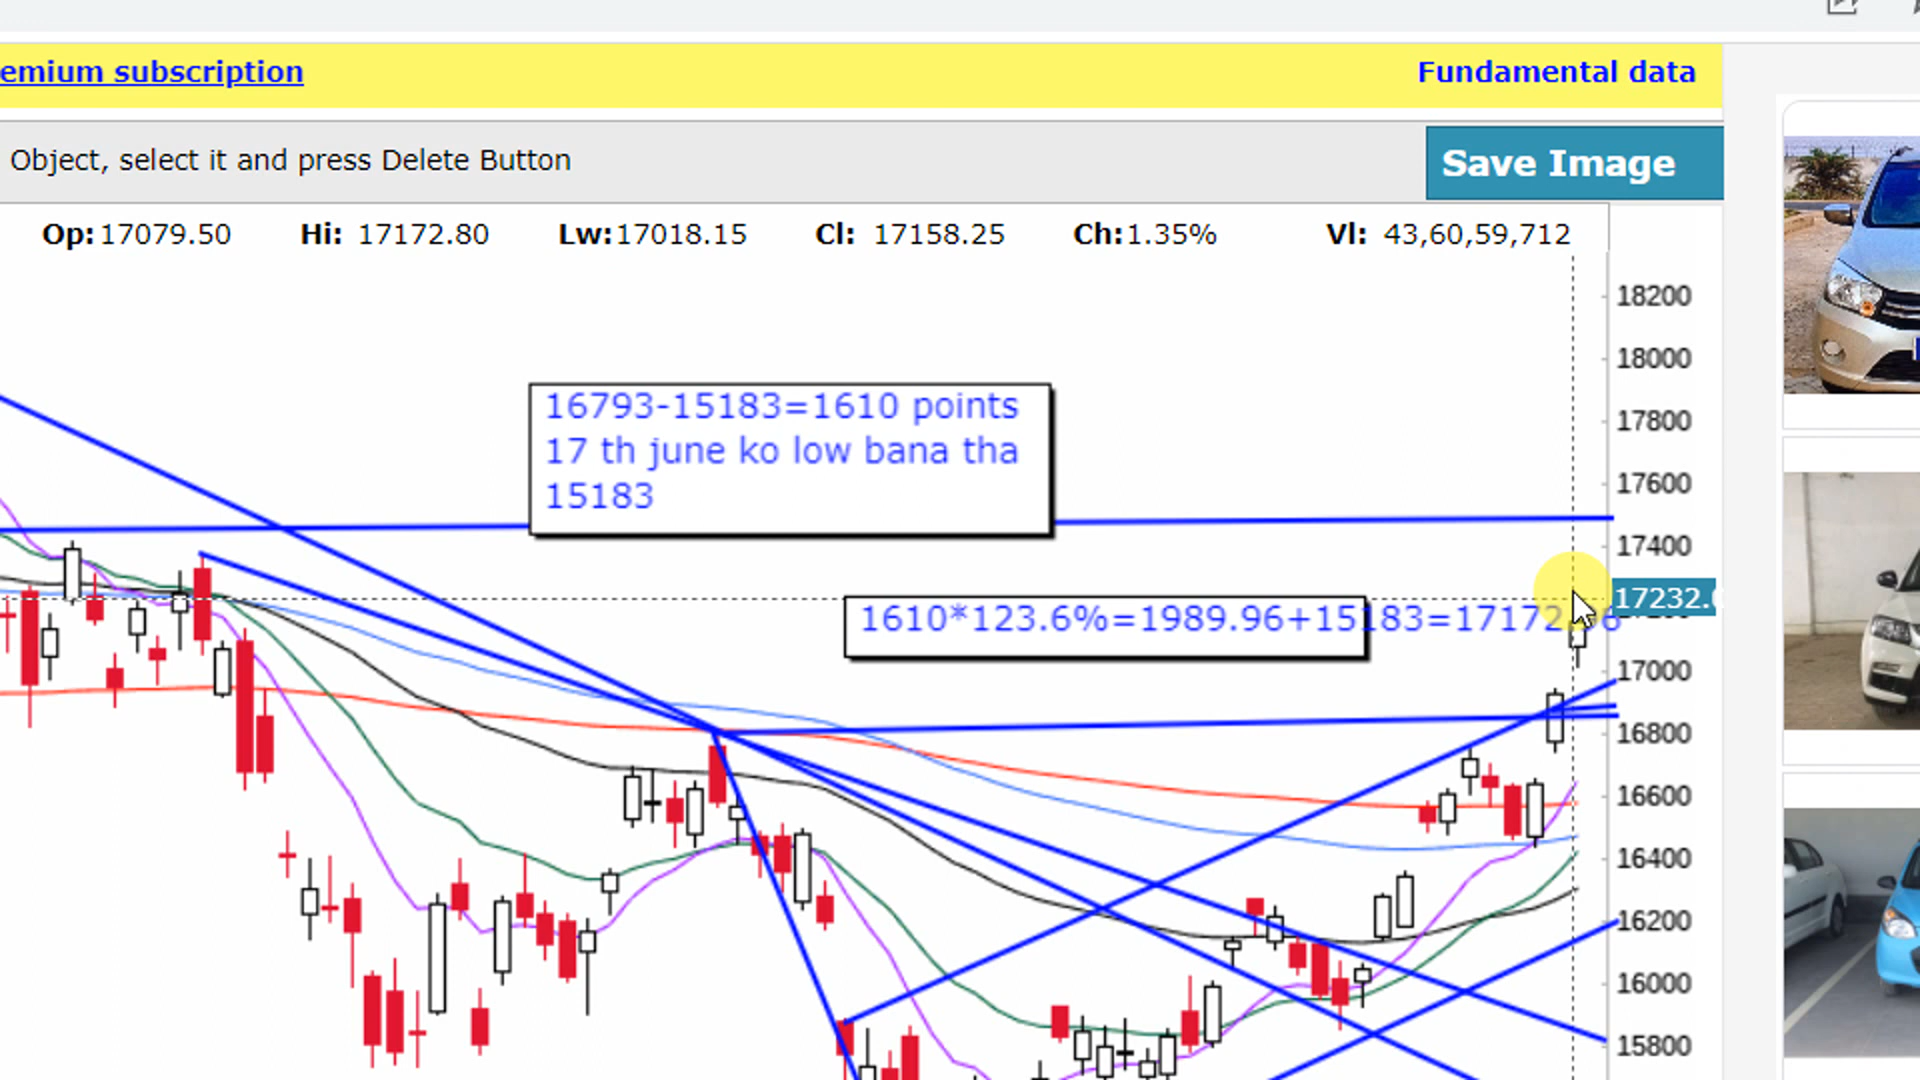 emium subscription
Fundamental data
Object, select it and press Delete Button
Save Image
Op: 17079.50 Hi: 17172.80 Lw: 17018.15 Cl: 17158.25 Ch: 1.35% Vl: 43,60,59,712
18200
18000
17800
16793-15183=1610 points
17 th june ko low bana tha
15183
17600
17400
17232.
1610*123.6%=1989.96+15183=17172.96
17000
16800
16600
16400
16200
16000
15800